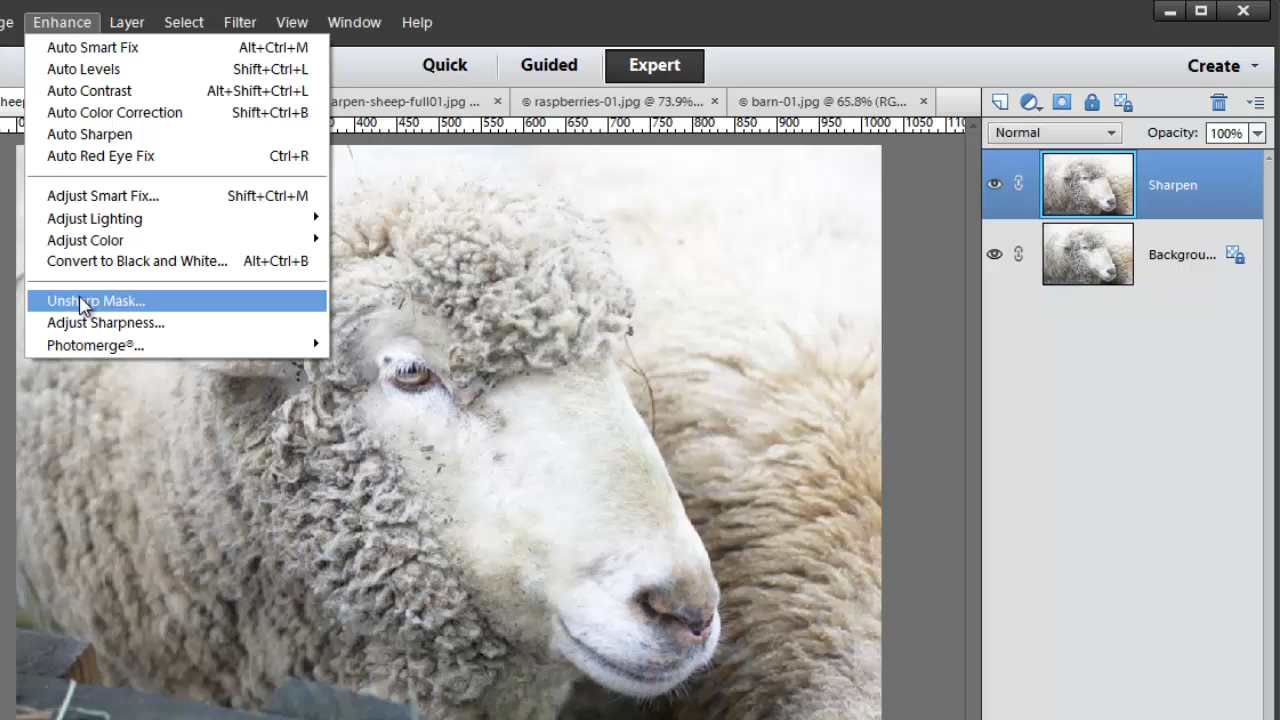 ge Enhance Layer Select Filter View Window Help
Auto Smart Fix Alt+Ctrl+M
Auto Levels Shift+Ctrl+L
Auto Contrast Alt+Shift+Ctrl+L
Auto Color Correction Shift+Ctrl+B
Auto Sharpen
Auto Red Eye Fix Ctrl+R
Adjust Smart Fix... Shift+Ctrl+M
Adjust Lighting
Adjust Color
Convert to Black and White... Alt+Ctrl+B
Unsharp Mask...
Adjust Sharpness...
Photomerge®...
Quick Guided Expert Create
heep arpen-sheep-full01.jpg ... × © raspberries-01.jpg @ 73.9%... × © barn-01.jpg @ 65.8% (RG... ×
400 450 500 550 600 650 700 750 800 850 900 950 1000 1050 110
Normal Opacity: 100%
Sharpen
Backgrou...